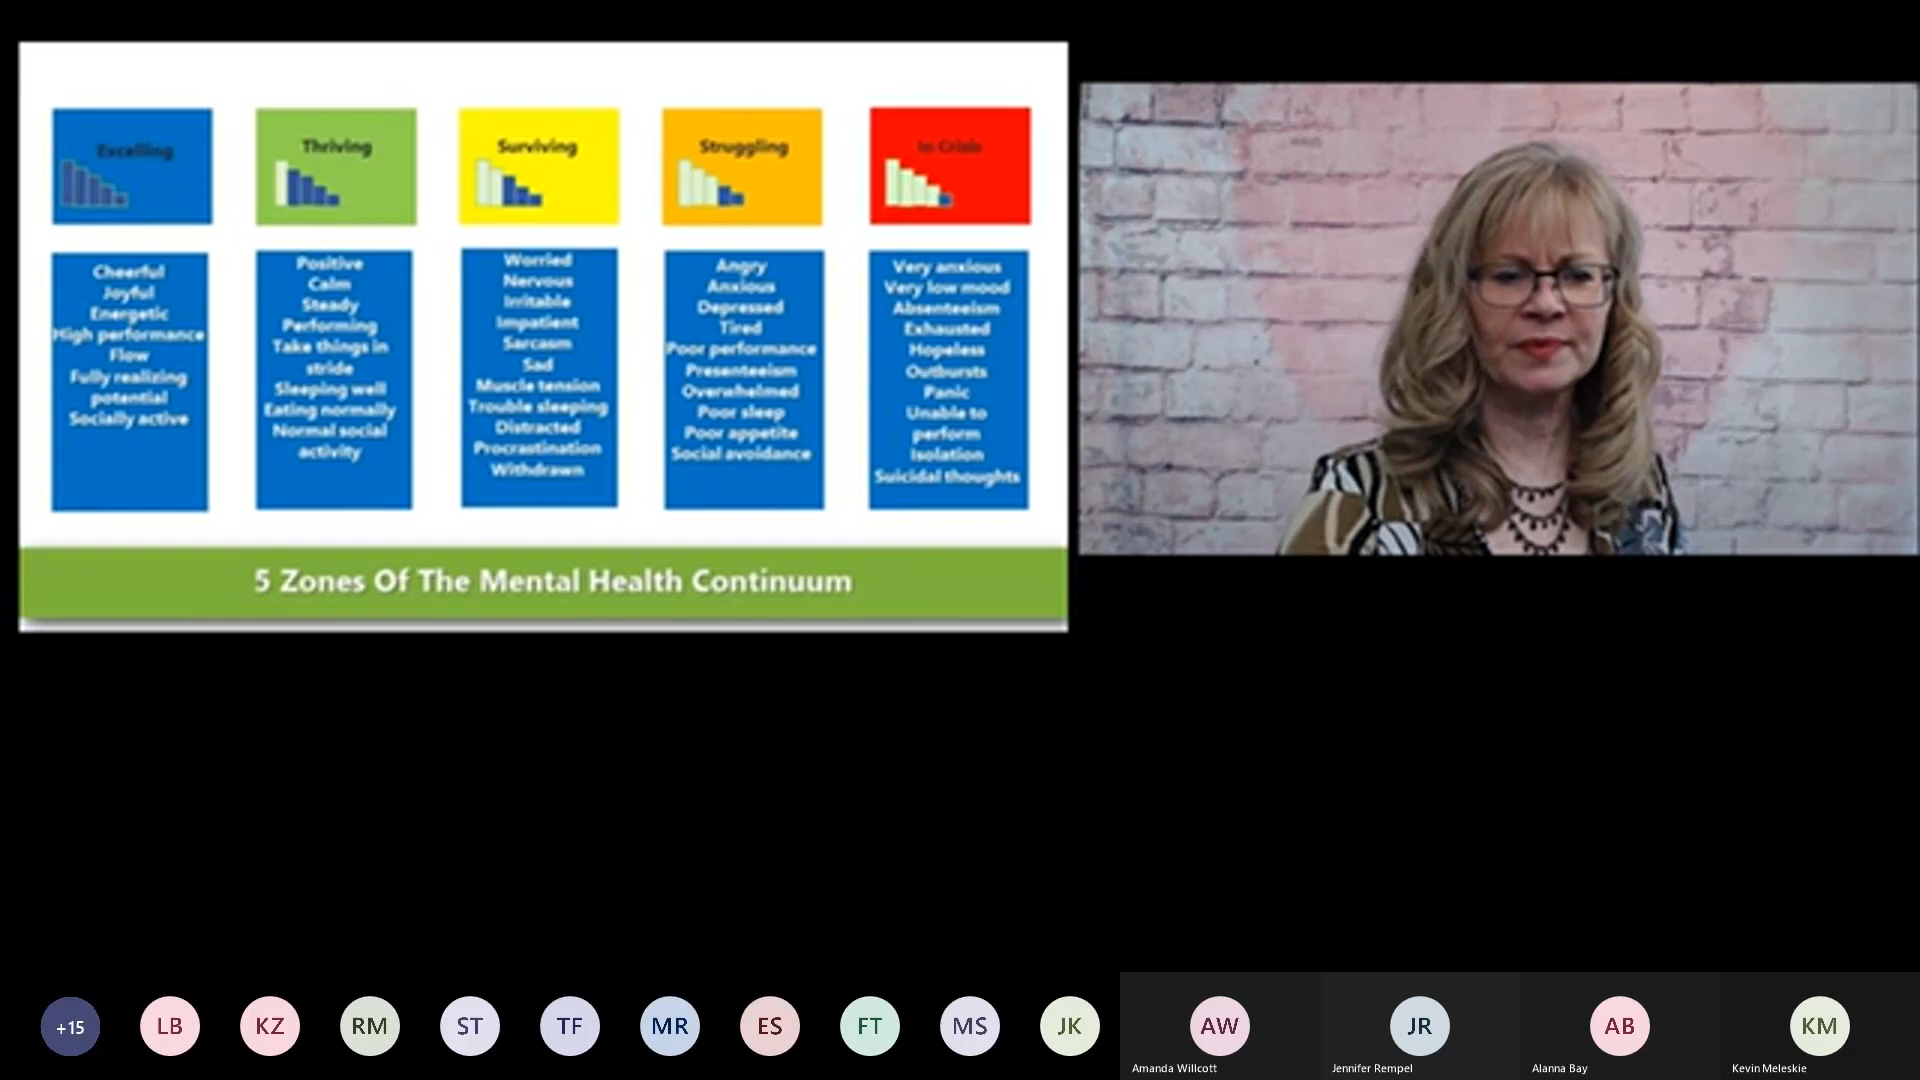 Excelling
Thriving
Surviving
Struggling
In Crisis
Cheerful
Joyful
Energetic
High performance
Flow
Fully realizing
potential
Socially active
Positive
Calm
Steady
Performing
Take things in
stride
Sleeping well
Eating normally
Normal social
activity
Worried
Nervous
Irritable
Impatient
Sarcasm
Sad
Muscle tension
Trouble sleeping
Distracted
Procrastination
Withdrawn
Angry
Anxious
Depressed
Tired
Poor performance
Presenteeism
Overwhelmed
Poor sleep
Poor appetite
Social avoidance
Very anxious
Very low mood
Absenteeism
Exhausted
Hopeless
Outbursts
Panic
Unable to
perform
Isolation
Suicidal thoughts
5 Zones Of The Mental Health Continuum
+15
LB
KZ
RM
ST
TF
MR
ES
FT
MS
JK
AW
JR
AB
KM
Amanda Willcott
Jennifer Rempel
Alanna Bay
Kevin Meleskie